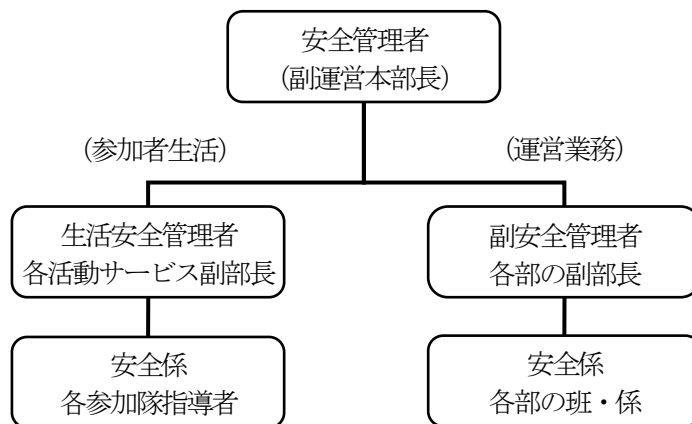 安全管理者
(副運営本部長)
(参加者生活)
(運営業務)
生活安全管理者
各活動サービス副部長
副安全管理者
各部の副部長
安全係
各参加隊指導者
安全係
各部の班・係